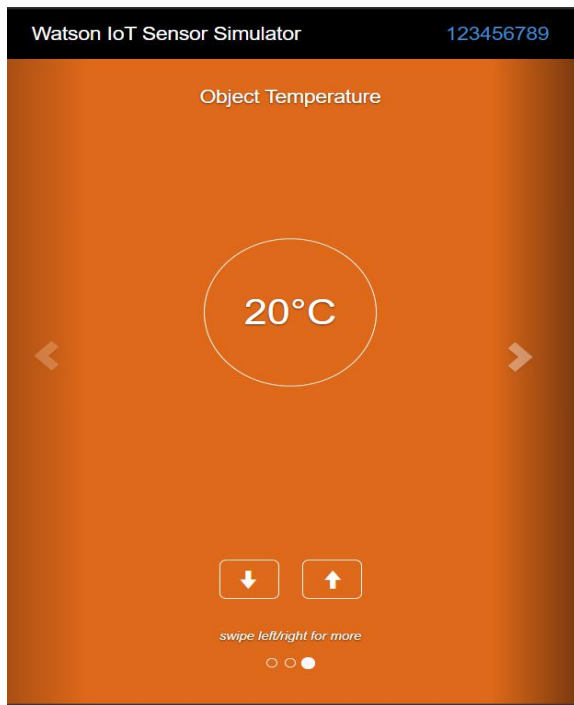 Watson IoT Sensor Simulator 123456789
Object Temperature
20°C
swipe left/right for more